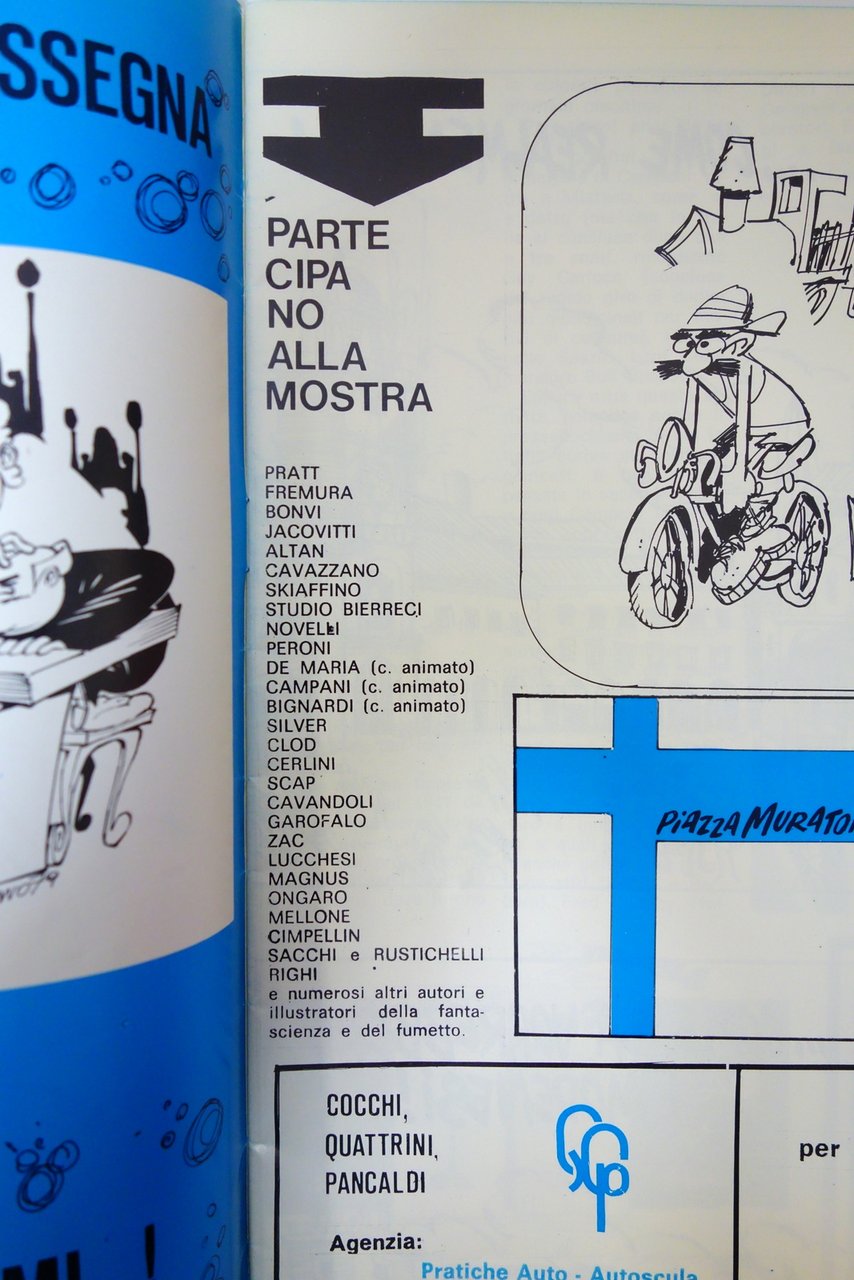 SSEGNA
PARTE
CIPA
NO
ALLA
MOSTRA
PRATT
FREMURA
BONVI
JACOVITTI
ALTAN
CAVAZZANO
SKIAFFINO
STUDIO BIERRECI
NOVELLI
PERONI
DE MARIA (c. animato)
CAMPANI (c. animato)
BIGNARDI (c. animato)
SILVER
CLOD
CERLINI
SCAP
CAVANDOLI
GAROFALO
ZAC
LUCCHESI
MAGNUS
ONGARO
MELLONE
CIMPELLIN
SACCHI e RUSTICHELLI
RIGHI
e numerosi altri autori e
illustratori della fanta-
scienza e del fumetto.
PIAZZA MURATO
COCCHI,
QUATTRINI,
PANCALDI
Agenzia:
Pratiche Auto - Autoscula
per